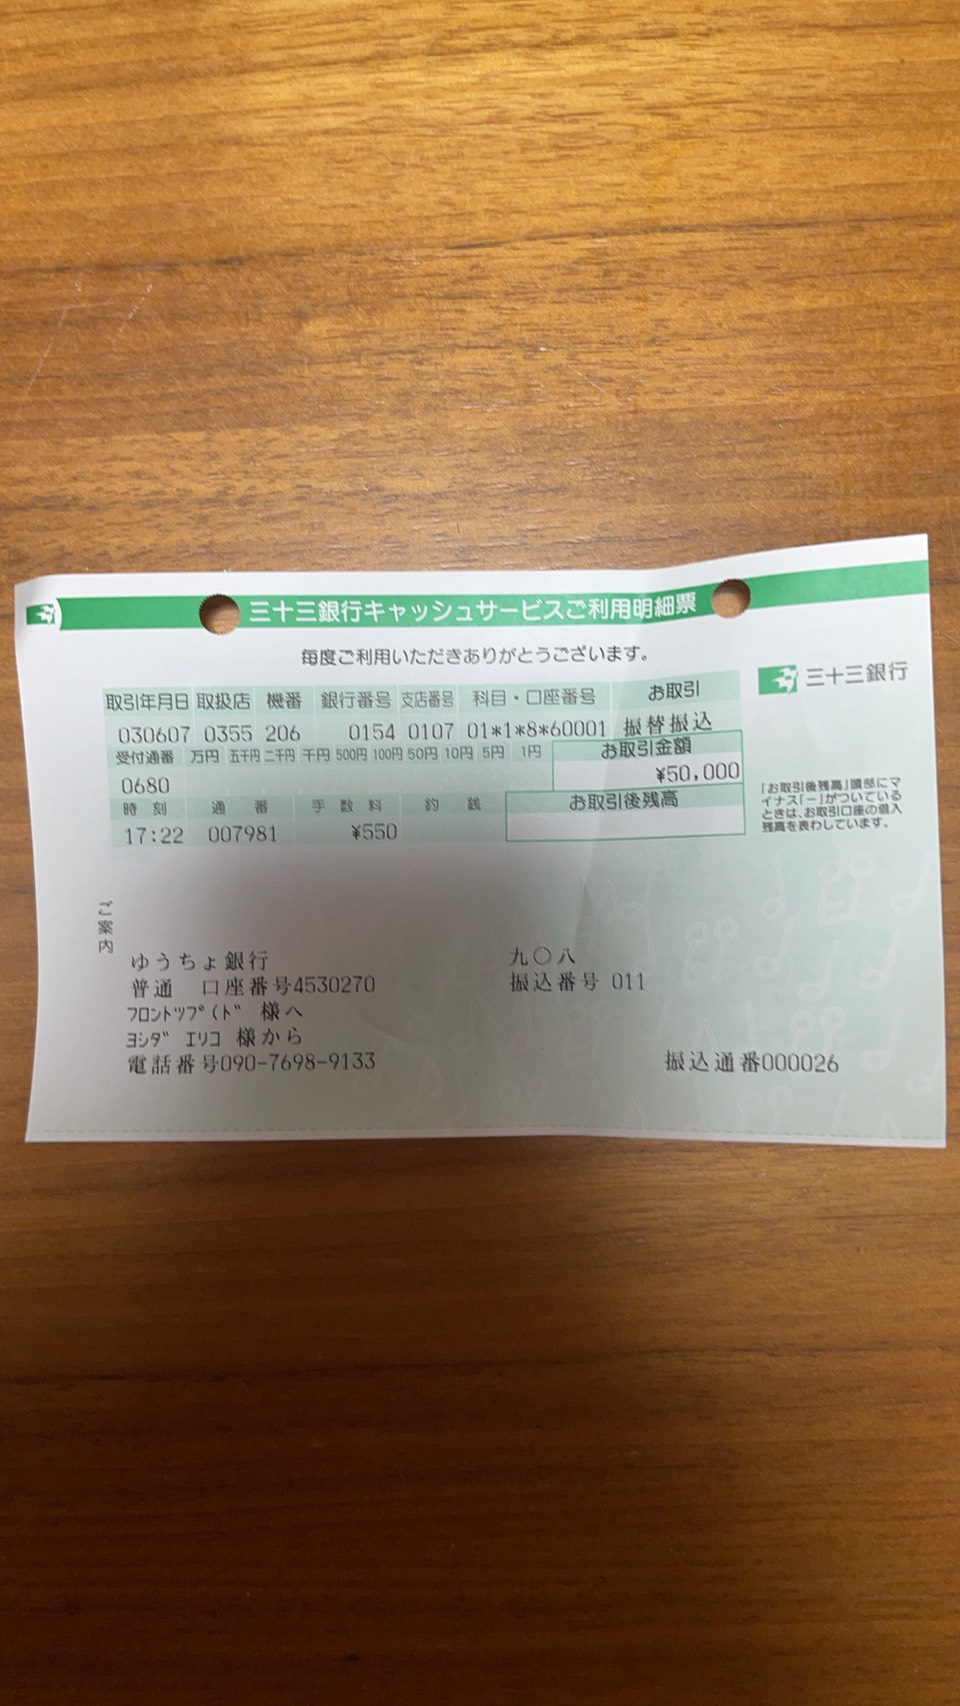 三十三銀行キャッシュサービスご利用明細票
毎度ご利用いただきありがとうございます。
三十三銀行
取引年月日 取扱店 機番 銀行番号 支店番号 科目・口座番号 お取引
030607 0355 206 0154 0107 01*1*8*60001 振替振込
受付通番 万円 五千円 二千円 千円 500円 100円 50円 10円 5円 1円 お取引金額
0680 ¥50,000
時刻 通番 手数料 釣銭 お取引後残高
17:22 007981 ¥550
「お取引後残高」頭部にマ
イナス「−」がついている
ときは、お取引口座の借入
残高を表わしています。
ご案内
ゆうちょ銀行 九〇八
普通 口座番号4530270 振込番号 011
フロントツプ(ド 様へ
ヨシダ エリコ 様から
電話番号090-7698-9133 振込通番000026